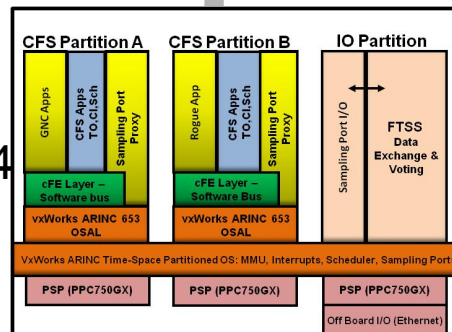 CFS Partition A
CFS Partition B
IO Partition
4
GNC Apps
CFS Apps
TO,CI,Sch
Sampling Port
Proxy
cFE Layer –
Software bus
vxWorks ARINC 653
OSAL
Rogue App
CFS Apps
TO,CI,Sch
Sampling Port
Proxy
cFE Layer –
Software Bus
vxWorks ARINC 653
OSAL
Sampling Port I/O
FTSS
Data
Exchange &
Voting
VxWorks ARINC Time-Space Partitioned OS: MMU, Interrupts, Scheduler, Sampling Port
PSP (PPC750GX)
PSP (PPC750GX)
PSP (PPC750GX)
Off Board I/O (Ethernet)